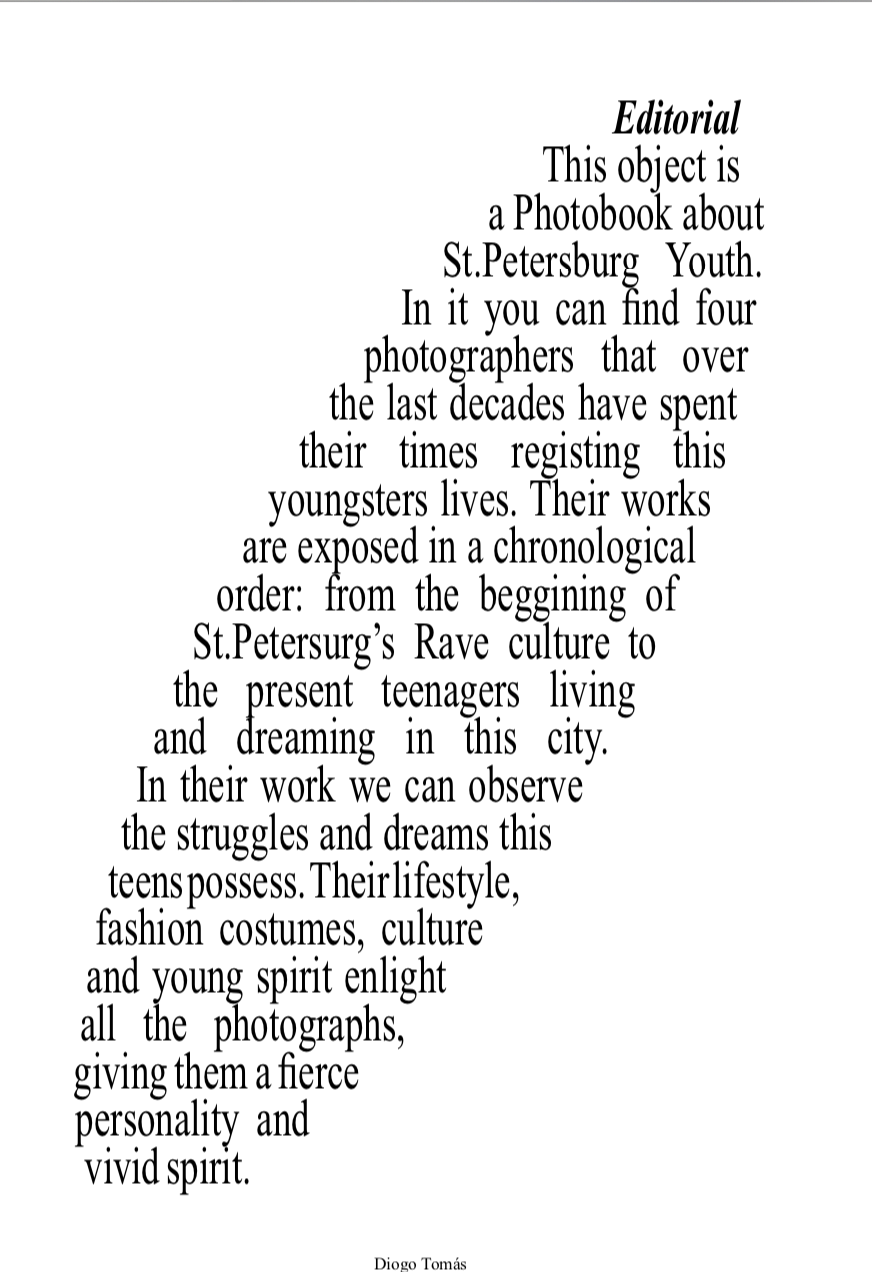 Editorial
This object is
a Photobook about
St.Petersburg Youth.
In it you can find four
photographers that over
the last decades have spent
their times registing this
youngsters lives. Their works
are exposed in a chronological
order: from the beggining of
St.Petersurg’s Rave culture to
the present teenagers living
and dreaming in this city.
In their work we can observe
the struggles and dreams this
teens possess. Their lifestyle,
fashion costumes, culture
and young spirit enlight
all the photographs,
giving them a fierce
personality and
vivid spirit.
Diogo Tomás